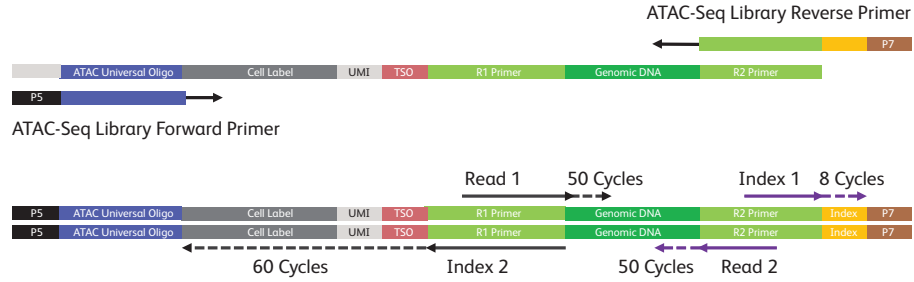 ATAC-Seq Library Reverse Primer
P7
ATAC Universal Oligo Cell Label UMI TSO R1 Primer Genomic DNA R2 Primer
P5
ATAC-Seq Library Forward Primer
Read 1 50 Cycles Index 1 8 Cycles
P5 ATAC Universal Oligo Cell Label UMI TSO R1 Primer Genomic DNA R2 Primer Index P7
P5 ATAC Universal Oligo Cell Label UMI TSO R1 Primer Genomic DNA R2 Primer Index P7
60 Cycles Index 2 50 Cycles Read 2